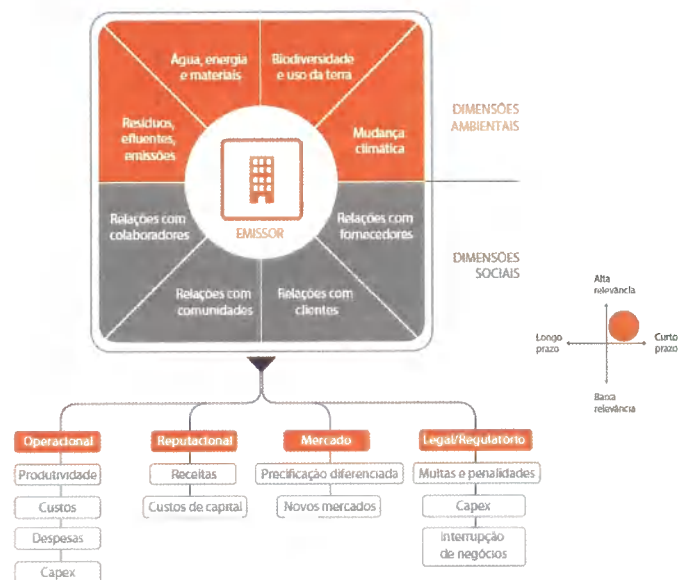 Água, energia
e materiais
Biodiversidade
e uso da terra
Resíduos,
efluentes,
emissões
Mudança
climática
DIMENSÕES
AMBIENTAIS
EMISSOR
Relações com
colaboradores
Relações com
fornecedores
Relações com
comunidades
Relações com
clientes
DIMENSÕES
SOCIAIS
Alta
relevância
Longo
prazo
Curto
prazo
Baixa
relevância
Operacional
Produtividade
Custos
Despesas
Capex
Reputacional
Receitas
Custos de capital
Mercado
Precificação diferenciada
Novos mercados
Legal/Regulatório
Multas e penalidades
Capex
Interrupção
de negócios